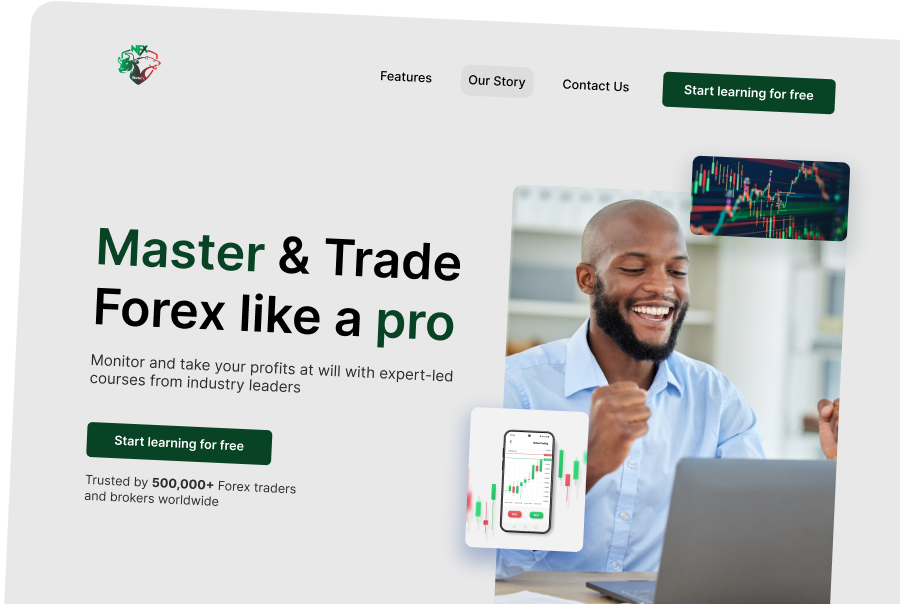 NFX
Features
Our Story
Contact Us
Start learning for free
Master & Trade
Forex like a pro
Monitor and take your profits at will with expert-led
courses from industry leaders
Start learning for free
Trusted by 500,000+ Forex traders
and brokers worldwide